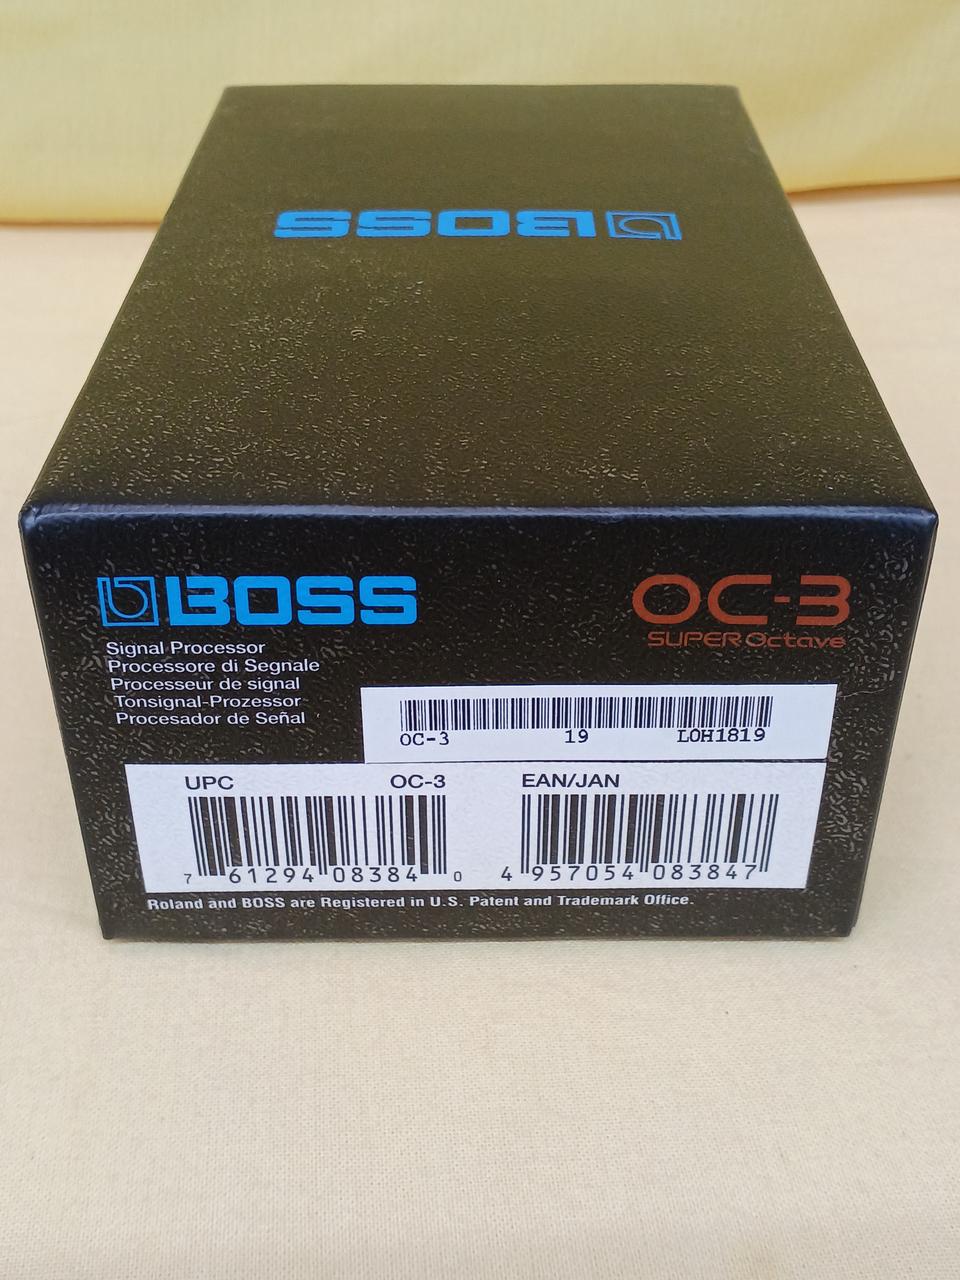 BOSS
BOSS
OC-3
SUPER Octave
Signal Processor
Processore di Segnale
Processeur de signal
Tonsignal-Prozessor
Procesador de Señal
OC-3 19 LOH1819
UPC OC-3 EAN/JAN
7 61294 08384 0 4 957054 083847
Roland and BOSS are Registered in U.S. Patent and Trademark Office.